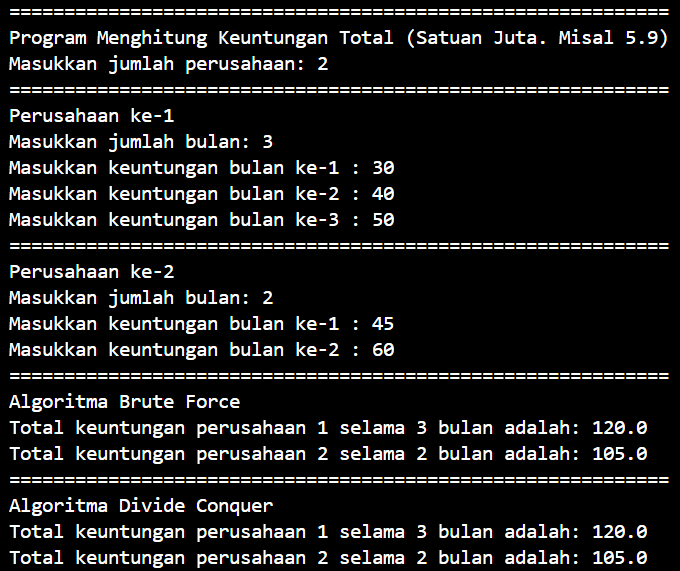 ============================================================
Program Menghitung Keuntungan Total (Satuan Juta. Misal 5.9)
Masukkan jumlah perusahaan: 2
============================================================
Perusahaan ke-1
Masukkan jumlah bulan: 3
Masukkan keuntungan bulan ke-1 : 30
Masukkan keuntungan bulan ke-2 : 40
Masukkan keuntungan bulan ke-3 : 50
============================================================
Perusahaan ke-2
Masukkan jumlah bulan: 2
Masukkan keuntungan bulan ke-1 : 45
Masukkan keuntungan bulan ke-2 : 60
============================================================
Algoritma Brute Force
Total keuntungan perusahaan 1 selama 3 bulan adalah: 120.0
Total keuntungan perusahaan 2 selama 2 bulan adalah: 105.0
============================================================
Algoritma Divide Conquer
Total keuntungan perusahaan 1 selama 3 bulan adalah: 120.0
Total keuntungan perusahaan 2 selama 2 bulan adalah: 105.0